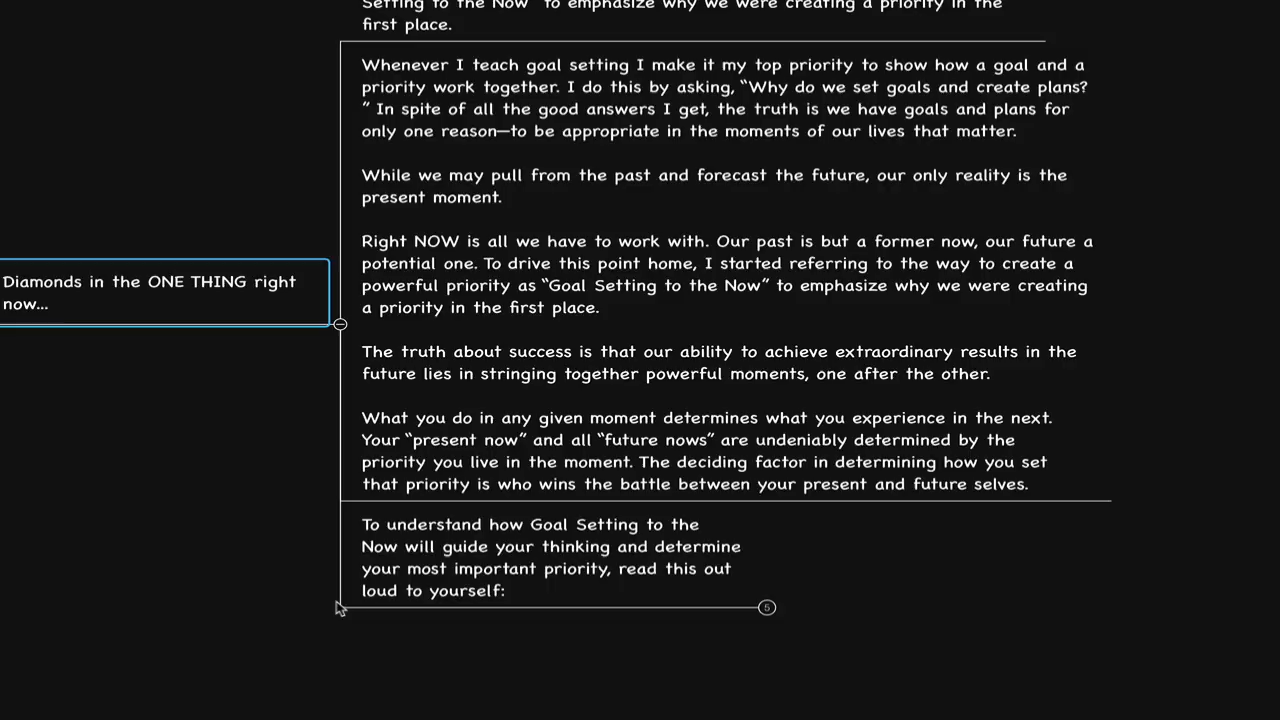 Setting to the Now" to emphasize why we were creating a priority in the
first place.
Whenever I teach goal setting I make it my top priority to show how a goal and a
priority work together. I do this by asking, “Why do we set goals and create plans?
” In spite of all the good answers I get, the truth is we have goals and plans for
only one reason—to be appropriate in the moments of our lives that matter.
While we may pull from the past and forecast the future, our only reality is the
present moment.
Right NOW is all we have to work with. Our past is but a former now, our future a
potential one. To drive this point home, I started referring to the way to create a
powerful priority as “Goal Setting to the Now” to emphasize why we were creating
a priority in the first place.
Diamonds in the ONE THING right
now...
The truth about success is that our ability to achieve extraordinary results in the
future lies in stringing together powerful moments, one after the other.
What you do in any given moment determines what you experience in the next.
Your “present now” and all “future nows” are undeniably determined by the
priority you live in the moment. The deciding factor in determining how you set
that priority is who wins the battle between your present and future selves.
To understand how Goal Setting to the
Now will guide your thinking and determine
your most important priority, read this out
loud to yourself:
5